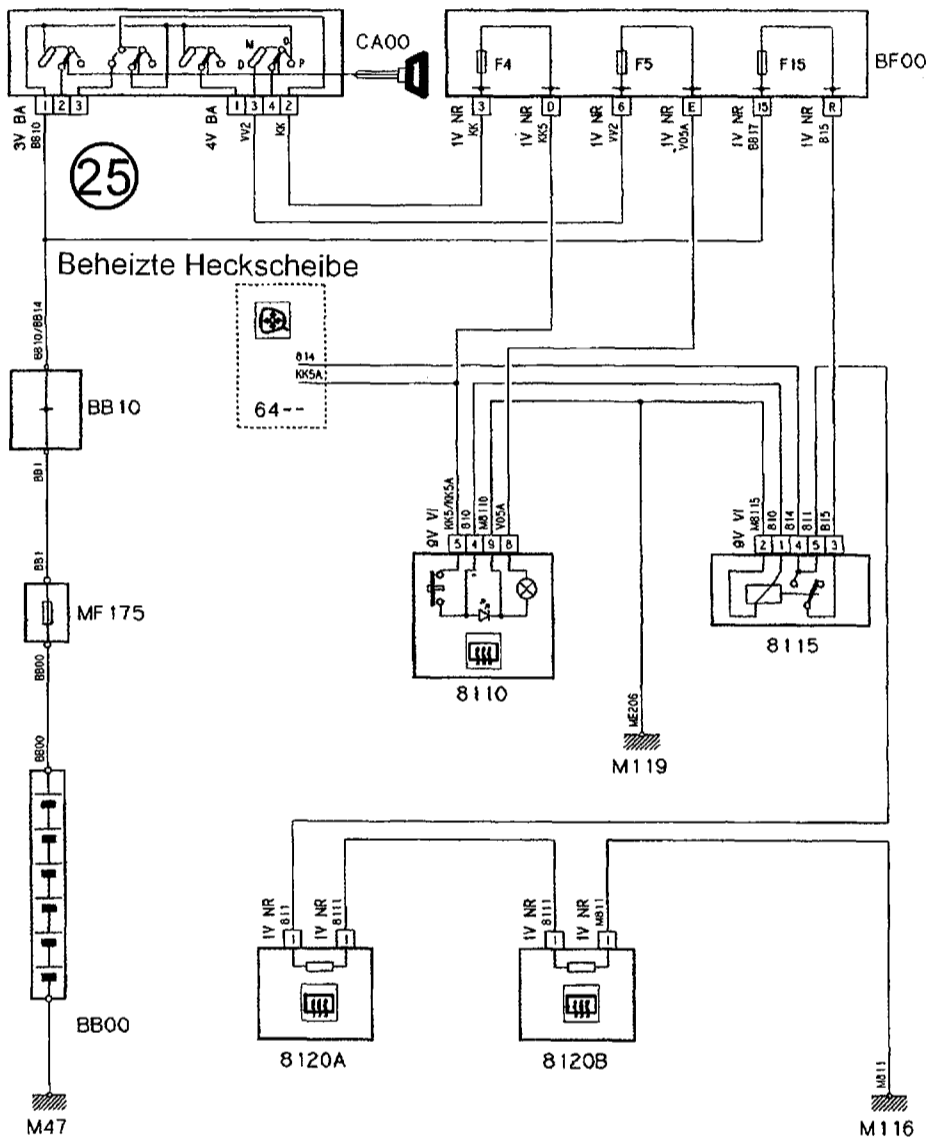 M
D
O
P
CA00
F4
F5
F15
BF00
1 2 3
1 3 4 2
3 D 6 E 15 R
3V BA
BB10
4V BA
VV2
KK
1V NR
KK
1V NR
KK5
1V NR
VV2
1V NR
V05A
1V NR
BB17
1V NR
B15
25
Beheizte Heckscheibe
BB10/BB14
814
KK5A
64--
BB10
BB1
BB1
MF175
BB00
BB00
9V VI
KK5/KK5A
810
M8110
V05A
5 4 9 8
8110
9V VI
M8115
810
814
811
B15
2 1 4 5 3
8115
ME206
M119
1V NR
811
1V NR
8111
1V NR
8111
1V NR
M811
1 1
1 1
8120A
8120B
BB00
M47
M811
M116